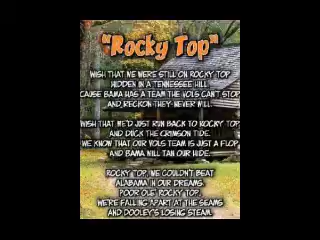 "Rocky Top"
WISH THAT WE WERE STILL ON ROCKY TOP
HIDDEN IN A TENNESSEE HILL
CAUSE BAMA HAS A TEAM THE VOLS CAN'T STOP
AND RECKON THEY NEVER WILL.
WISH THAT WE'D JUST RUN BACK TO ROCKY TOP,
AND DUCK THE CRIMSON TIDE.
WE KNOW THAT OUR VOLS TEAM IS JUST A FLOP
AND BAMA WILL TAN OUR HIDE.
ROCKY TOP, WE COULDN'T BEAT
ALABAMA IN OUR DREAMS.
POOR OLE' ROCKY TOP,
WE'RE FALLING APART AT THE SEAMS
AND DOOLEY'S LOSING STEAM.